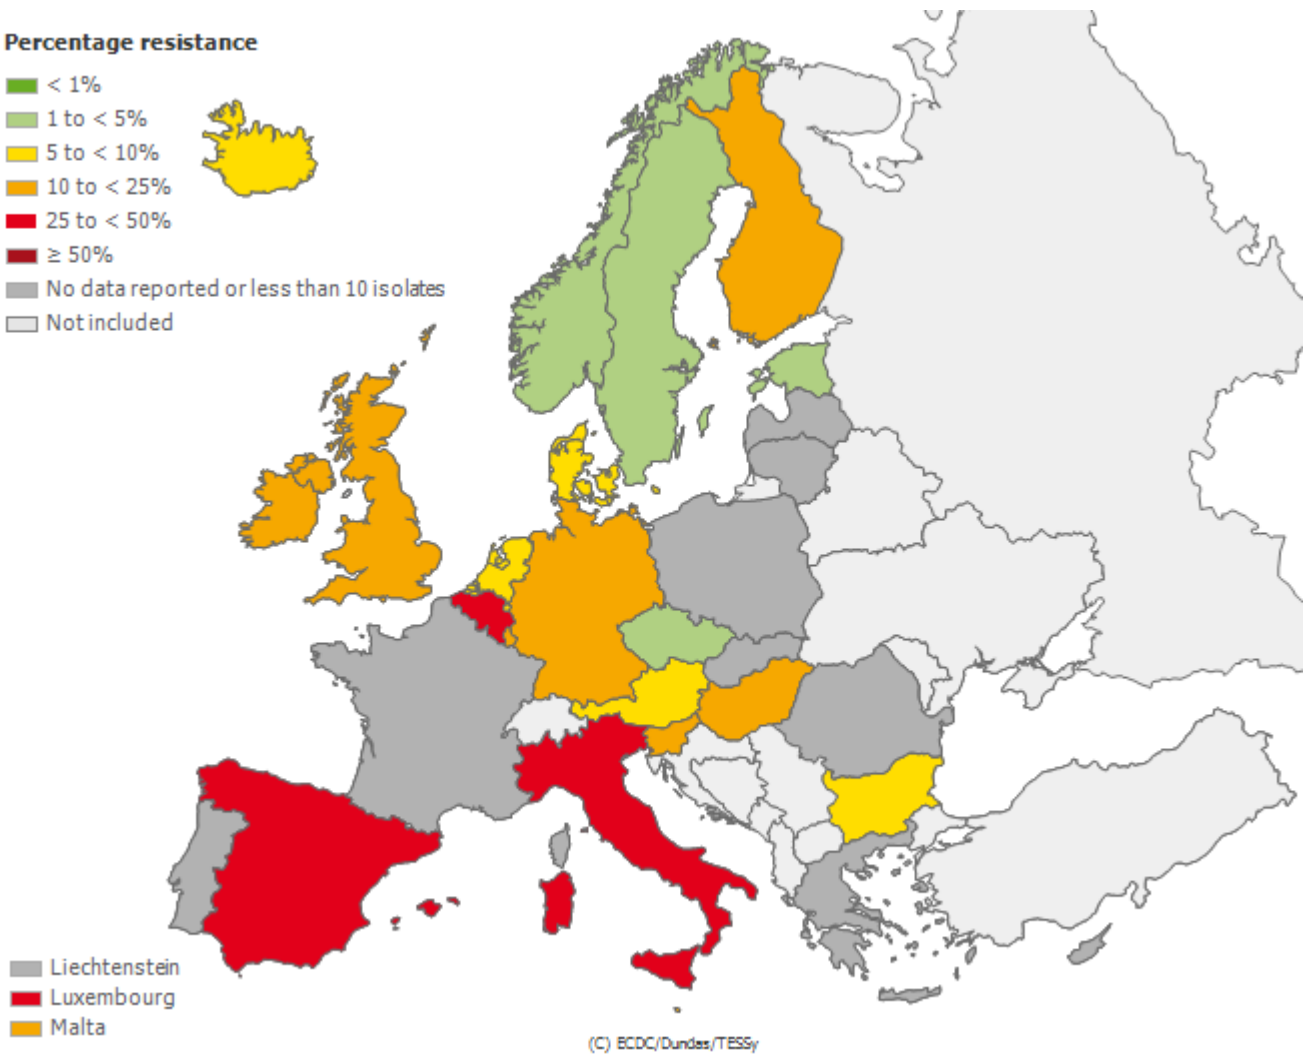 Percentage resistance
< 1%
1 to < 5%
5 to < 10%
10 to < 25%
25 to < 50%
≥ 50%
No data reported or less than 10 isolates
Not included
Liechtenstein
Luxembourg
Malta
(C) ECDC/Dundas/TESSy